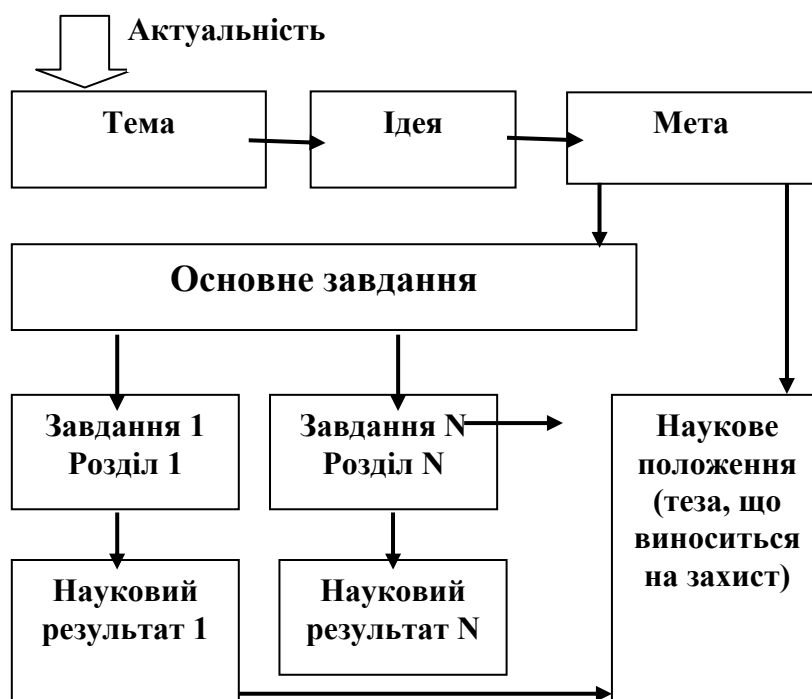 Актуальність
Тема
Ідея
Мета
Основне завдання
Завдання 1
Розділ 1
Завдання N
Розділ N
Наукове
положення
(теза, що
виноситься
на захист)
Науковий
результат 1
Науковий
результат N